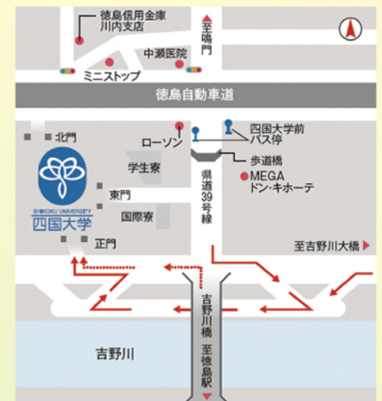 徳島信用金庫
川内支店
至鳴門
中瀬医院
ミニストップ
徳島自動車道
北門
ローソン
四国大学前
バス停
学生寮
歩道橋
県道39号線
MEGA
ドン・キホーテ
東門
SHIKOKU UNIVERSITY
四国大学
国際寮
正門
至吉野川大橋
吉野川橋
吉野川
至徳島駅